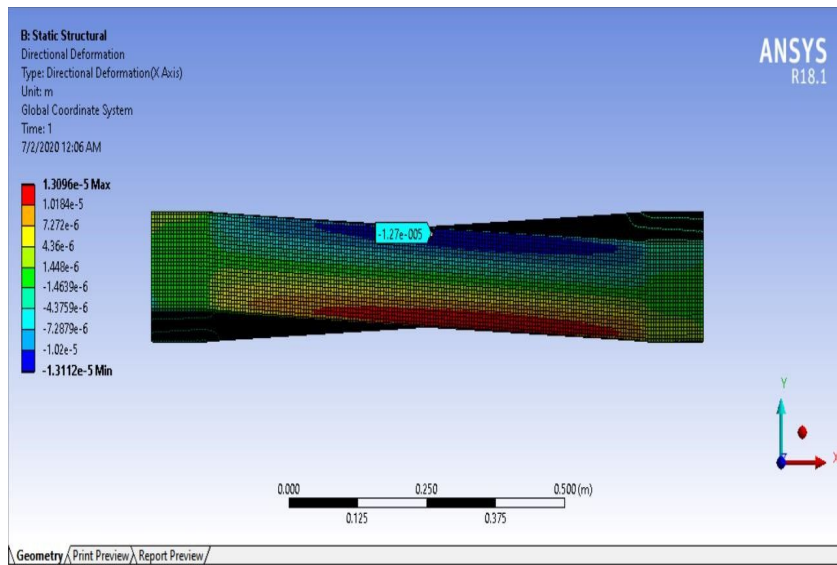 B: Static Structural
Directional Deformation
Type: Directional Deformation(X Axis)
Unit: m
Global Coordinate System
Time: 1
7/2/2020 12:06 AM
ANSYS
R18.1
1.3096e-5 Max
1.0184e-5
7.272e-6
4.36e-6
1.448e-6
-1.4639e-6
-4.3759e-6
-7.2879e-6
-1.02e-5
-1.3112e-5 Min
-1.27e-005
Y
X
Z
0.000 0.250 0.500 (m)
0.125 0.375
Geometry Print Preview Report Preview